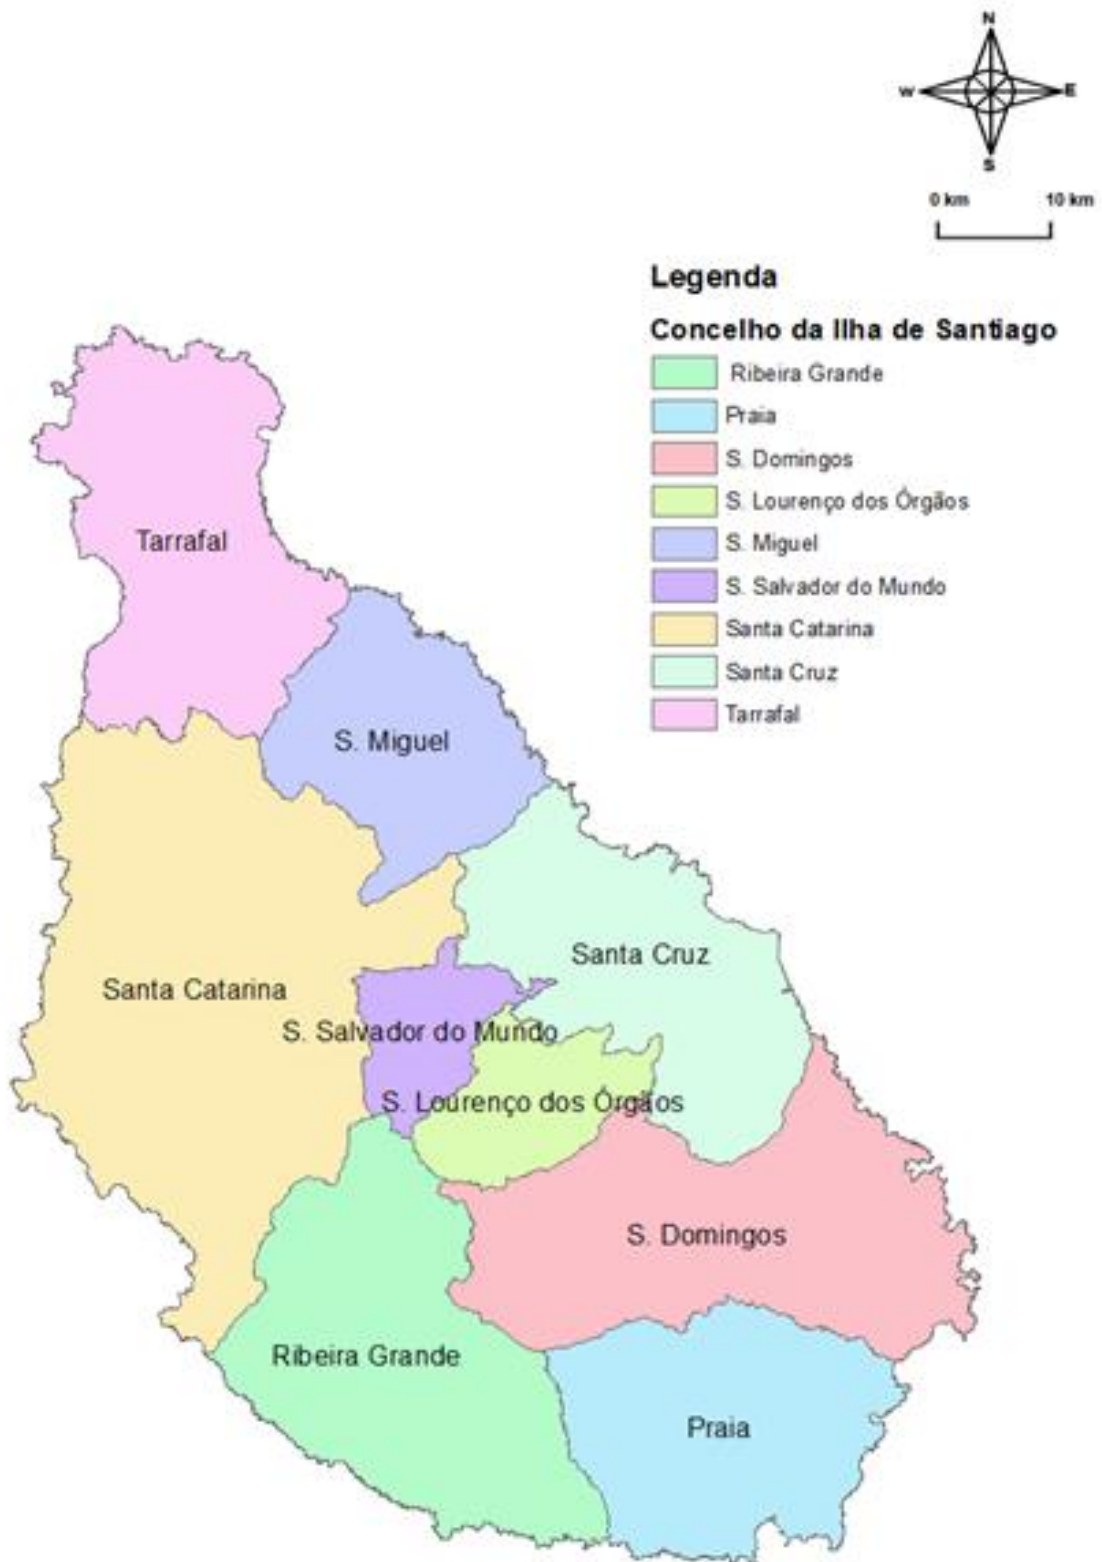 N
W E
S
0 km 10 km
Legenda
Concelho da Ilha de Santiago
Ribeira Grande
Praia
S. Domingos
S. Lourenço dos Órgãos
S. Miguel
S. Salvador do Mundo
Santa Catarina
Santa Cruz
Tarrafal
Tarrafal
S. Miguel
Santa Cruz
Santa Catarina
S. Salvador do Mundo
S. Lourenço dos Órgãos
S. Domingos
Ribeira Grande
Praia